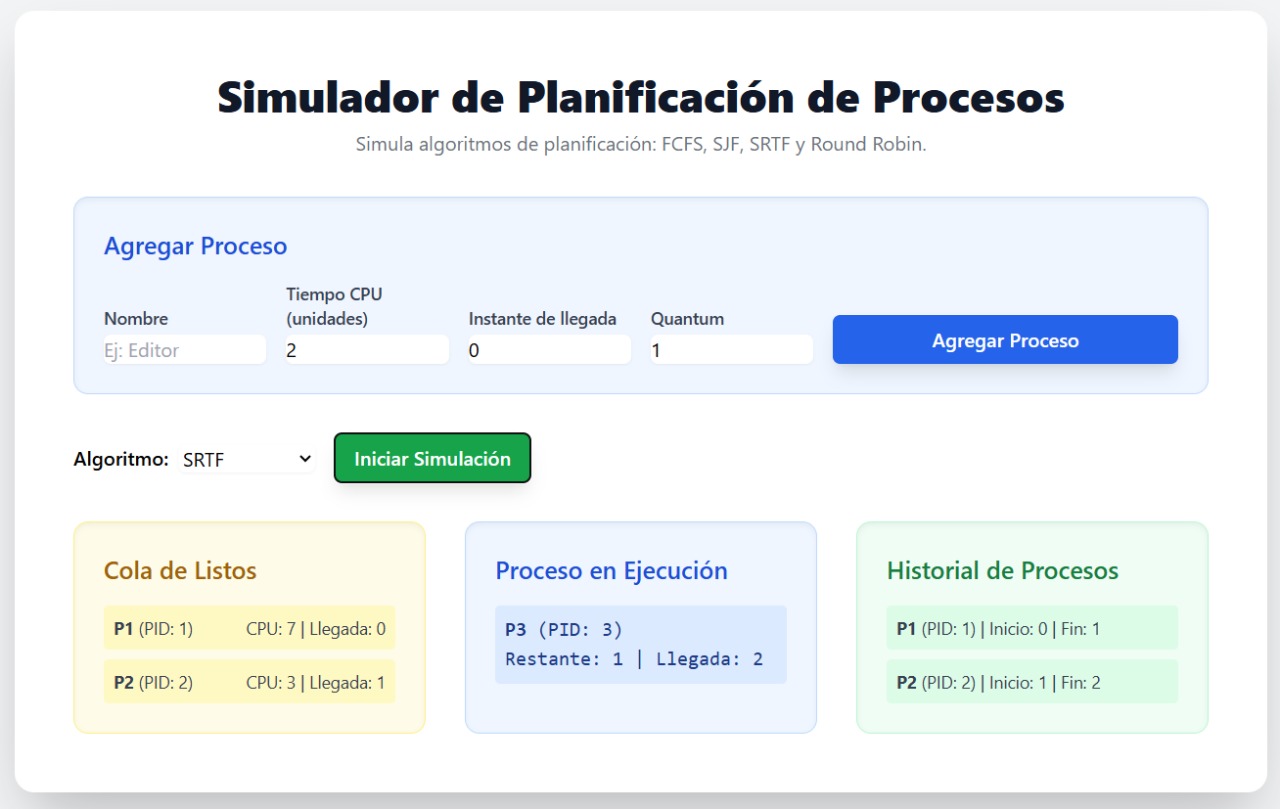 Simulador de Planificación de Procesos
Simula algoritmos de planificación: FCFS, SJF, SRTF y Round Robin.
Agregar Proceso
Nombre
Ej: Editor
Tiempo CPU
(unidades)
2
Instante de llegada
0
Quantum
1
Agregar Proceso
Algoritmo: SRTF
Iniciar Simulación
Cola de Listos
P1 (PID: 1) CPU: 7 | Llegada: 0
P2 (PID: 2) CPU: 3 | Llegada: 1
Proceso en Ejecución
P3 (PID: 3)
Restante: 1 | Llegada: 2
Historial de Procesos
P1 (PID: 1) | Inicio: 0 | Fin: 1
P2 (PID: 2) | Inicio: 1 | Fin: 2